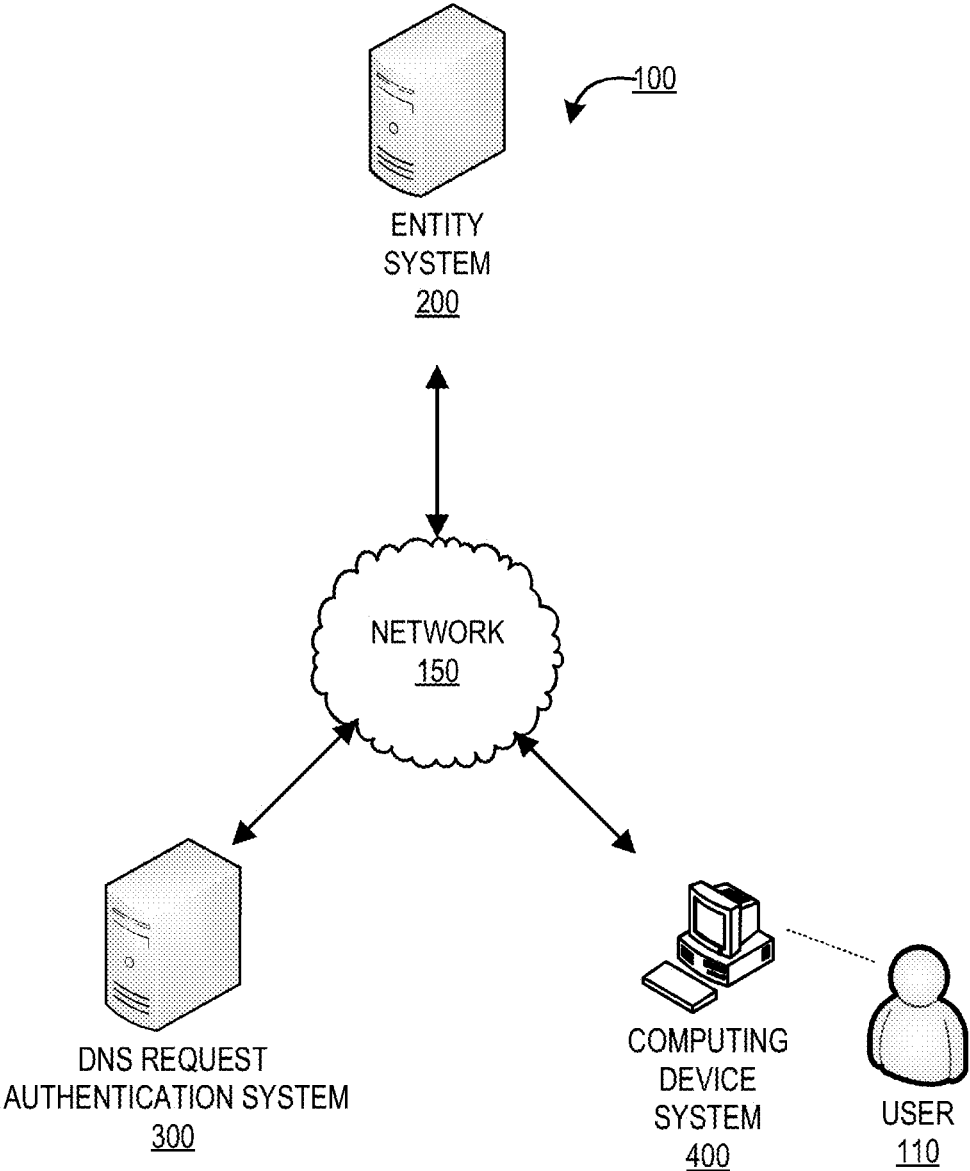 100
ENTITY
SYSTEM
200
NETWORK
150
DNS REQUEST
AUTHENTICATION SYSTEM
300
COMPUTING
DEVICE
SYSTEM
400
USER
110